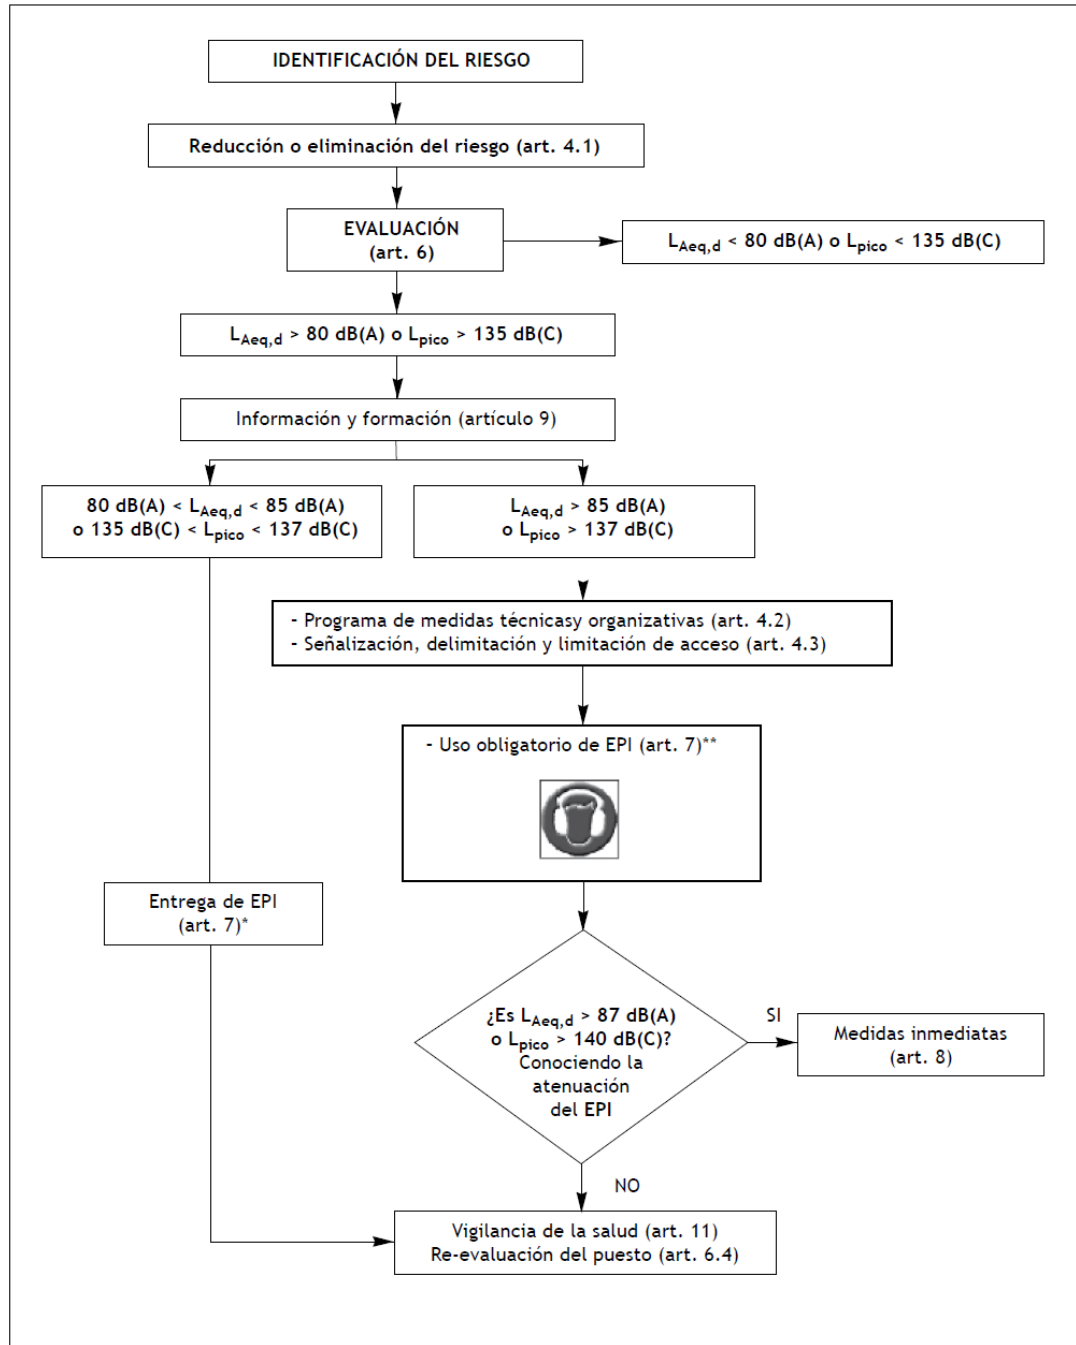 IDENTIFICACIÓN DEL RIESGO
Reducción o eliminación del riesgo (art. 4.1)
EVALUACIÓN
(art. 6)
LAeq,d < 80 dB(A) o Lpico < 135 dB(C)
LAeq,d > 80 dB(A) o Lpico > 135 dB(C)
Información y formación (artículo 9)
80 dB(A) < LAeq,d < 85 dB(A)
o 135 dB(C) < Lpico < 137 dB(C)
LAeq,d > 85 dB(A)
o Lpico > 137 dB(C)
- Programa de medidas técnicasy organizativas (art. 4.2)
- Señalización, delimitación y limitación de acceso (art. 4.3)
- Uso obligatorio de EPI (art. 7)**
Entrega de EPI
(art. 7)*
¿Es LAeq,d > 87 dB(A)
o Lpico > 140 dB(C)?
Conociendo la
atenuación
del EPI
SI
Medidas inmediatas
(art. 8)
NO
Vigilancia de la salud (art. 11)
Re-evaluación del puesto (art. 6.4)